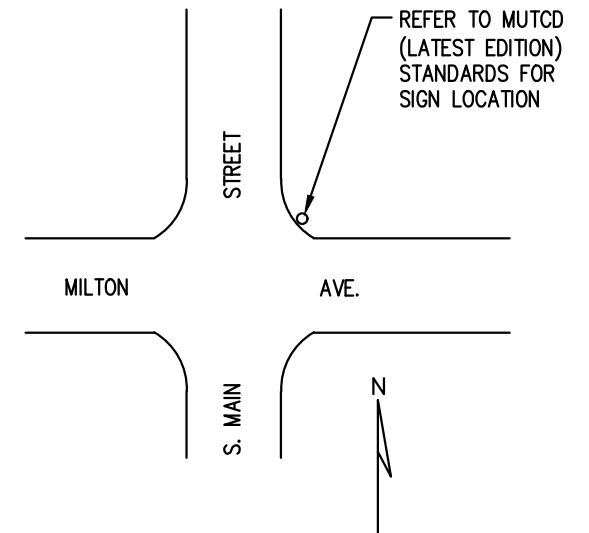 REFER TO MUTCD
(LATEST EDITION)
STANDARDS FOR
SIGN LOCATION
STREET
MILTON AVE.
S. MAIN
N